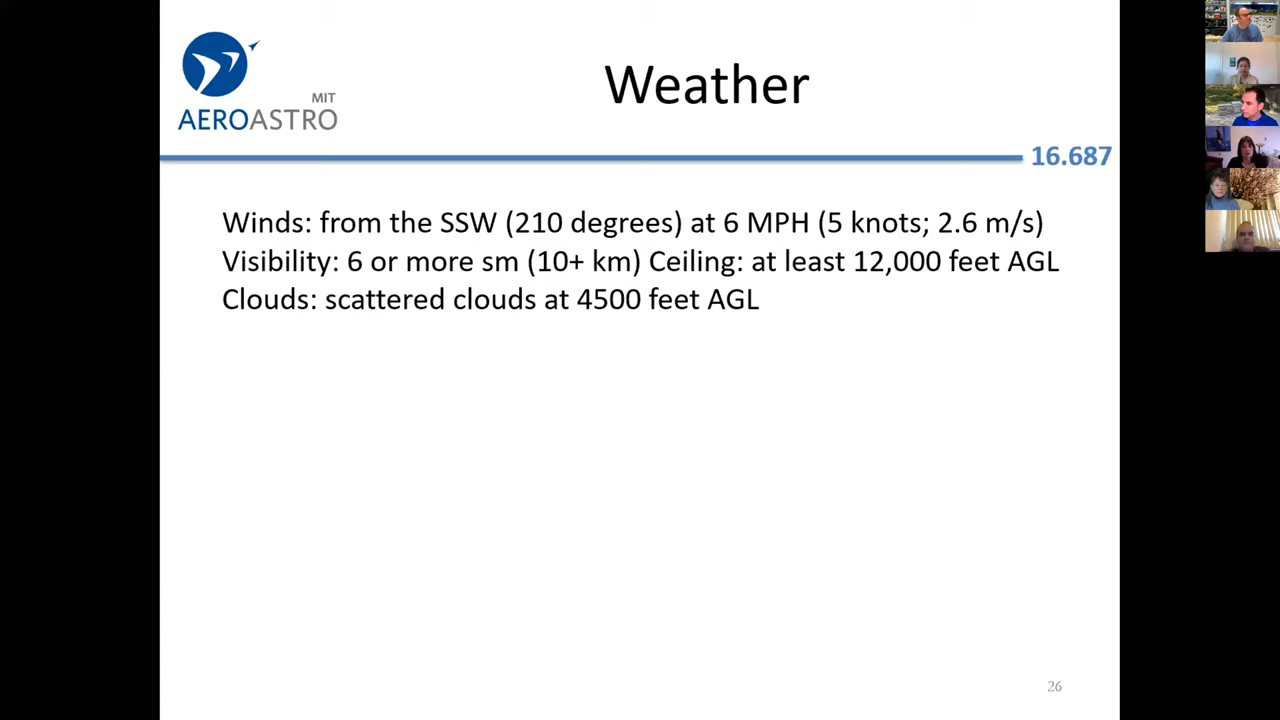 MIT
AEROASTRO
Weather
16.687
Winds: from the SSW (210 degrees) at 6 MPH (5 knots; 2.6 m/s)
Visibility: 6 or more sm (10+ km) Ceiling: at least 12,000 feet AGL
Clouds: scattered clouds at 4500 feet AGL
26